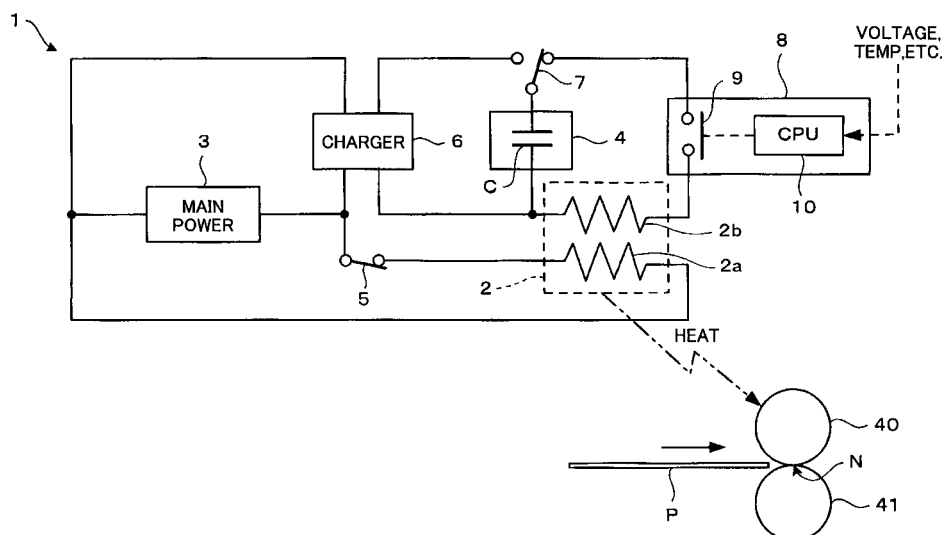 1
VOLTAGE,
TEMP,ETC.
8
7
9
CHARGER
6
4
CPU
3
C
10
MAIN
POWER
2b
2a
5
2
HEAT
40
N
P
41